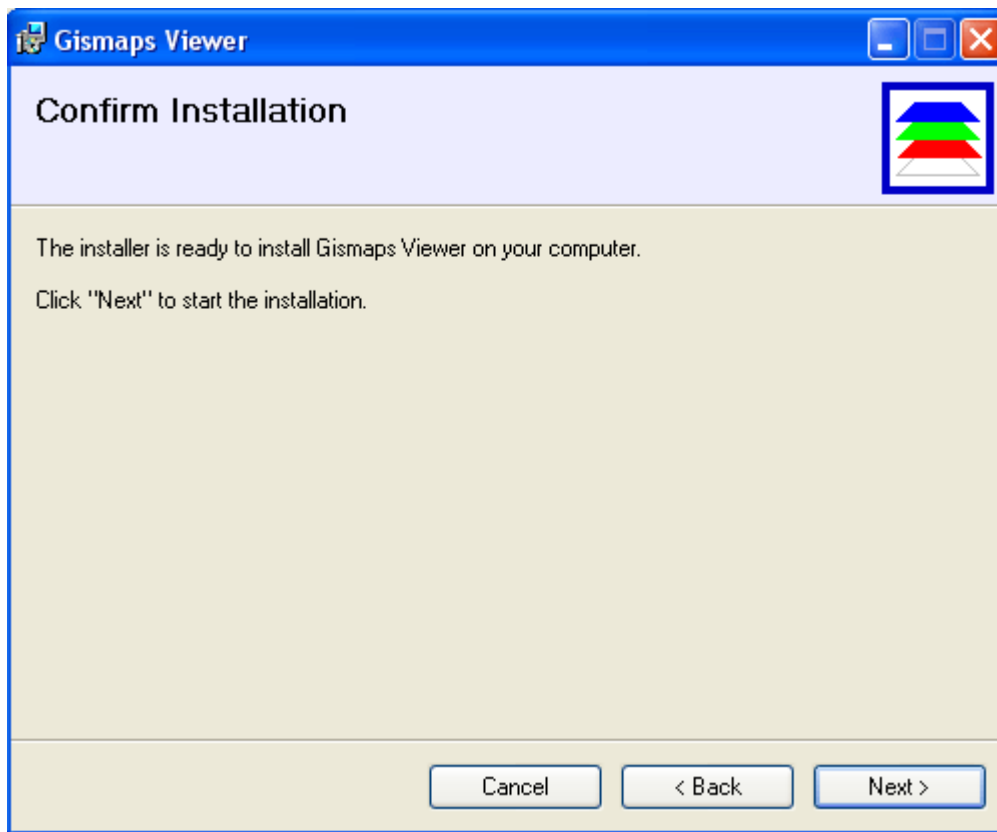 Gismaps Viewer
Confirm Installation
The installer is ready to install Gismaps Viewer on your computer.
Click "Next" to start the installation.
Cancel
< Back
Next >